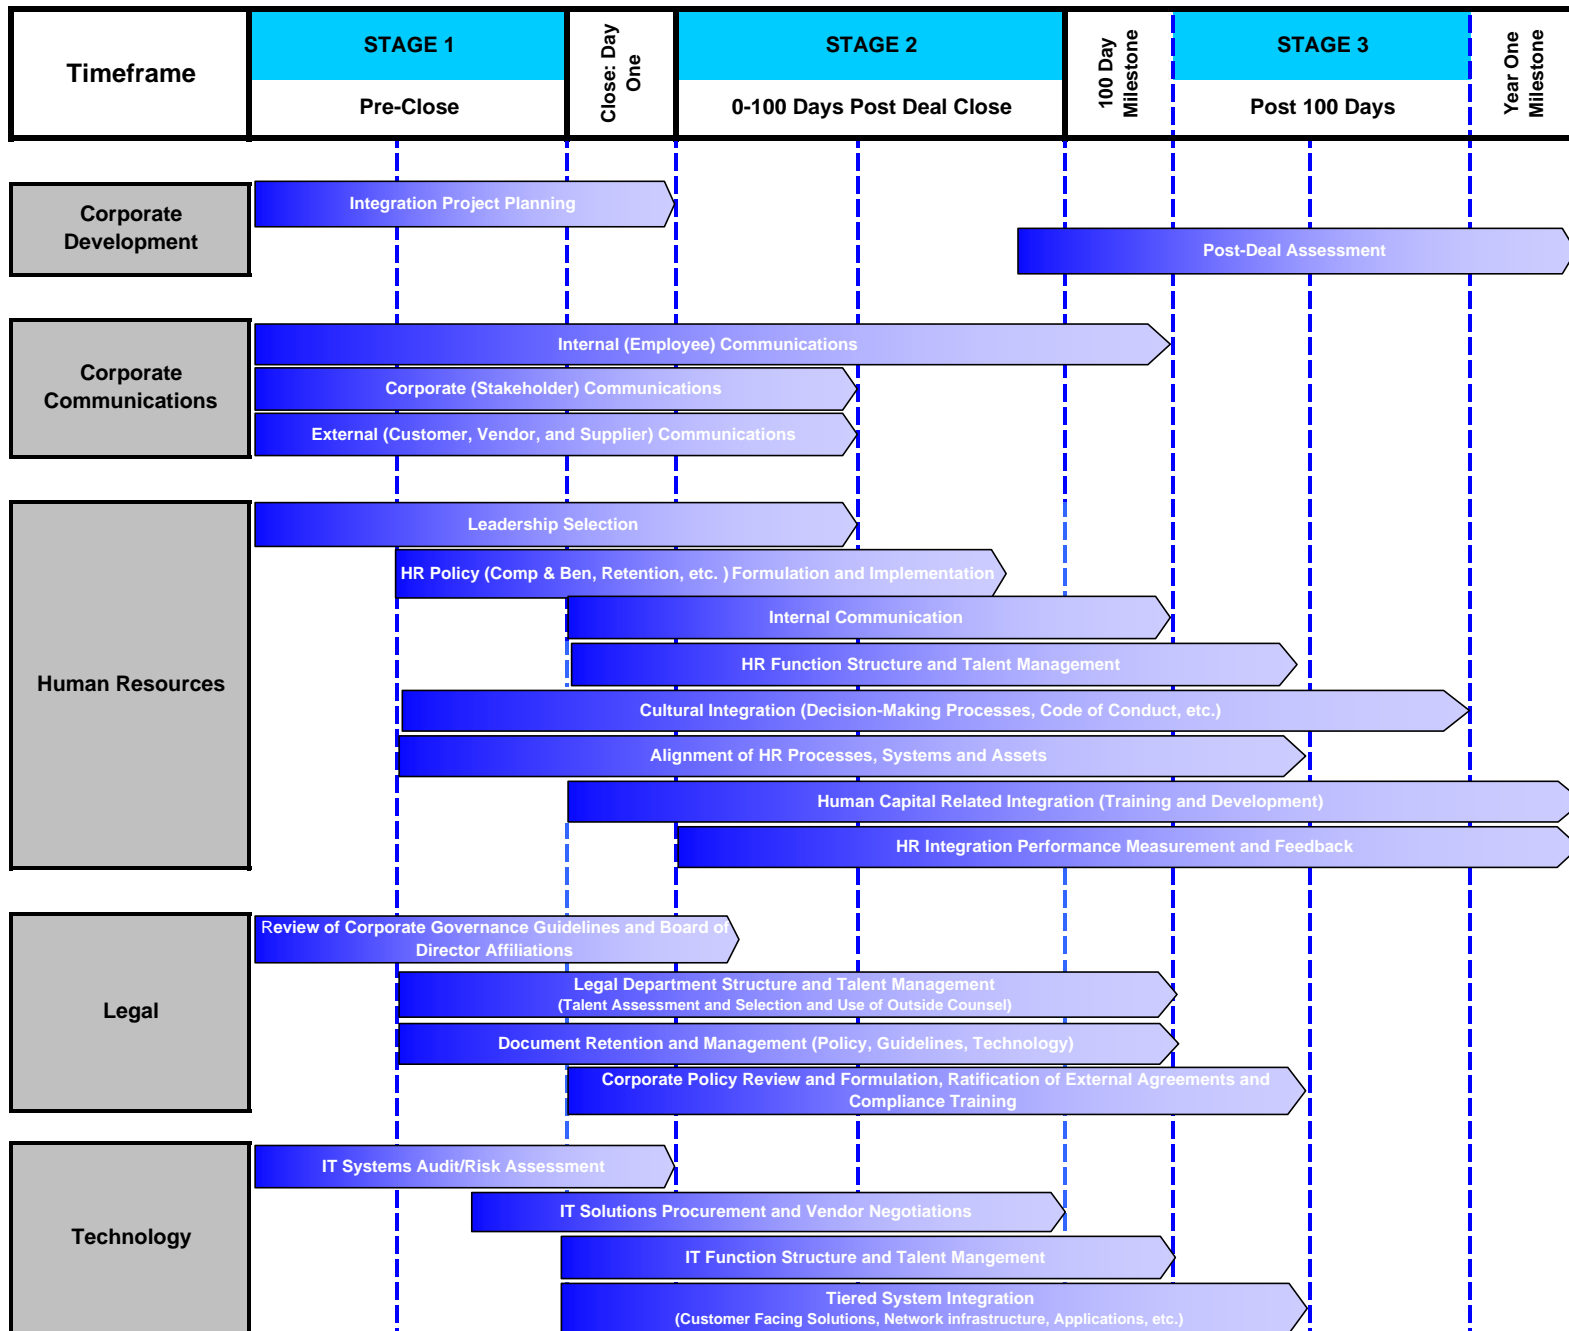 Timeframe
STAGE 1
Pre-Close
Close: Day
One
STAGE 2
0-100 Days Post Deal Close
100 Day
Milestone
STAGE 3
Post 100 Days
Year One
Milestone
Corporate
Development
Integration Project Planning
Post-Deal Assessment
Corporate
Communications
Internal (Employee) Communications
Corporate (Stakeholder) Communications
External (Customer, Vendor, and Supplier) Communications
Human Resources
Leadership Selection
HR Policy (Comp & Ben, Retention, etc. ) Formulation and Implementation
Internal Communication
HR Function Structure and Talent Management
Cultural Integration (Decision-Making Processes, Code of Conduct, etc.)
Alignment of HR Processes, Systems and Assets
Human Capital Related Integration (Training and Development)
HR Integration Performance Measurement and Feedback
Legal
Review of Corporate Governance Guidelines and Board of
Director Affiliations
Legal Department Structure and Talent Management
(Talent Assessment and Selection and Use of Outside Counsel)
Document Retention and Management (Policy, Guidelines, Technology)
Corporate Policy Review and Formulation, Ratification of External Agreements and
Compliance Training
Technology
IT Systems Audit/Risk Assessment
IT Solutions Procurement and Vendor Negotiations
IT Function Structure and Talent Mangement
Tiered System Integration
(Customer Facing Solutions, Network infrastructure, Applications, etc.)